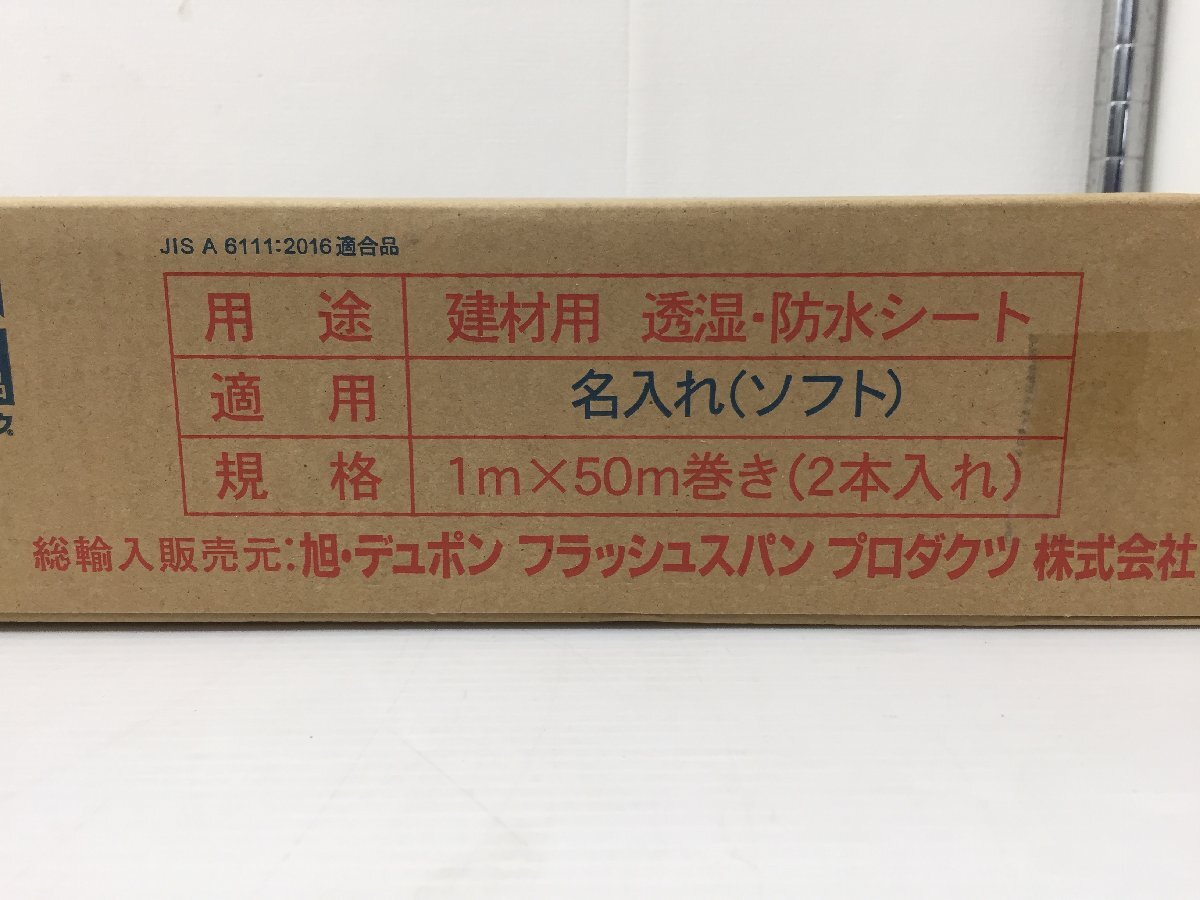 JIS A 6111:2016適合品
用途 建材用 透湿・防水シート
適用 名入れ(ソフト)
規格 1m×50m巻き(2本入れ)
総輸入販売元:旭・デュポン フラッシュスパン プロダクツ 株式会社